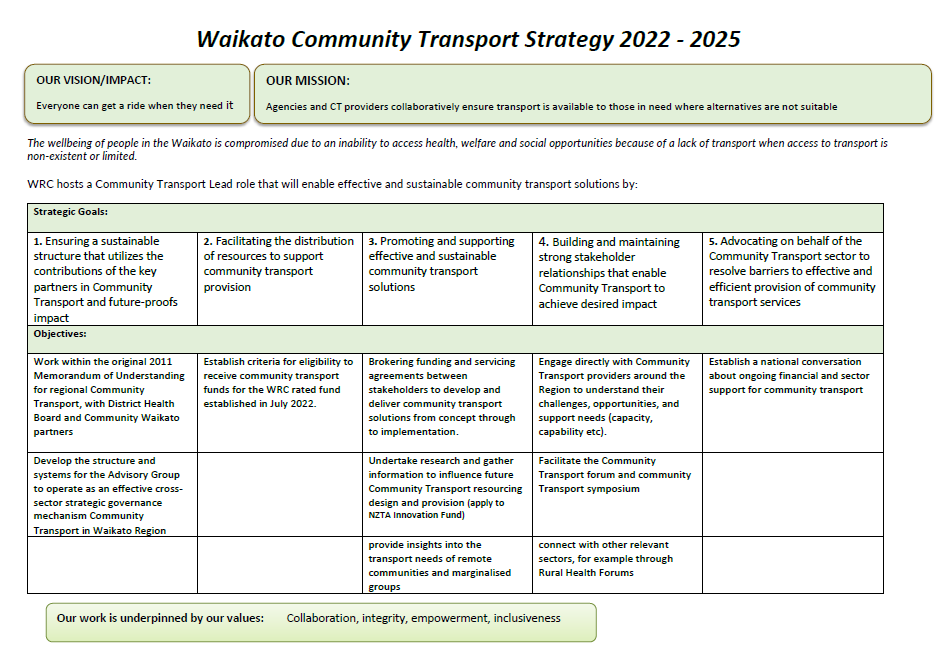 Waikato Community Transport Strategy 2022 - 2025
OUR VISION/IMPACT:
Everyone can get a ride when they need it
OUR MISSION:
Agencies and CT providers collaboratively ensure transport is available to those in need where alternatives are not suitable
The wellbeing of people in the Waikato is compromised due to an inability to access health, welfare and social opportunities because of a lack of transport when access to transport is
non-existent or limited.
WRC hosts a Community Transport Lead role that will enable effective and sustainable community transport solutions by:
Strategic Goals:
1. Ensuring a sustainable
structure that utilizes the
contributions of the key
partners in Community
Transport and future-proofs
impact
2. Facilitating the distribution
of resources to support
community transport
provision
3. Promoting and supporting
effective and sustainable
community transport
solutions
4. Building and maintaining
strong stakeholder
relationships that enable
Community Transport to
achieve desired impact
5. Advocating on behalf of the
Community Transport sector to
resolve barriers to effective and
efficient provision of community
transport services
Objectives:
Work within the original 2011
Memorandum of Understanding
for regional Community
Transport, with District Health
Board and Community Waikato
partners
Establish criteria for eligibility to
receive community transport
funds for the WRC rated fund
established in July 2022.
Brokering funding and servicing
agreements between
stakeholders to develop and
deliver community transport
solutions from concept through
to implementation.
Engage directly with Community
Transport providers around the
Region to understand their
challenges, opportunities, and
support needs (capacity,
capability etc).
Establish a national conversation
about ongoing financial and sector
support for community transport
Develop the structure and
systems for the Advisory Group
to operate as an effective cross-
sector strategic governance
mechanism Community
Transport in Waikato Region
Undertake research and gather
information to influence future
Community Transport resourcing
design and provision (apply to
NZTA Innovation Fund)
Facilitate the Community
Transport forum and community
Transport symposium
provide insights into the
transport needs of remote
communities and marginalised
groups
connect with other relevant
sectors, for example through
Rural Health Forums
Our work is underpinned by our values: Collaboration, integrity, empowerment, inclusiveness